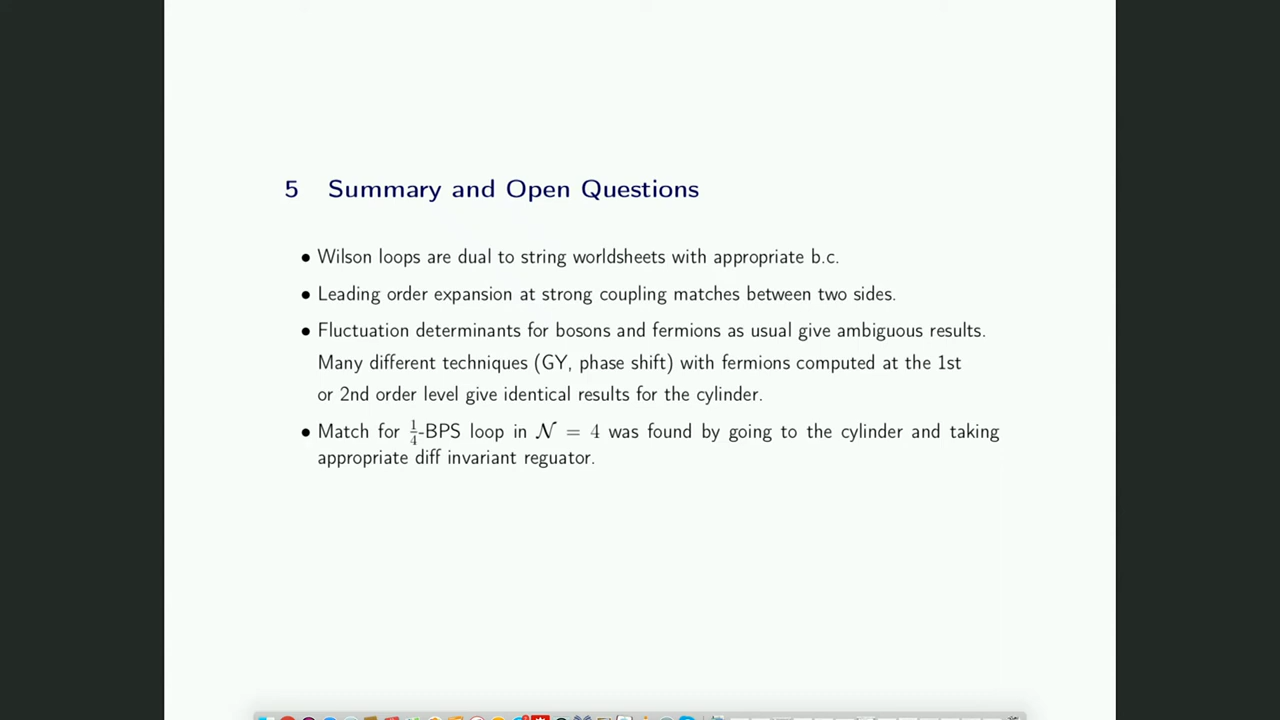 5 Summary and Open Questions
• Wilson loops are dual to string worldsheets with appropriate b.c.
• Leading order expansion at strong coupling matches between two sides.
• Fluctuation determinants for bosons and fermions as usual give ambiguous results.
Many different techniques (GY, phase shift) with fermions computed at the 1st
or 2nd order level give identical results for the cylinder.
• Match for 1/4-BPS loop in 𝒩 = 4 was found by going to the cylinder and taking
appropriate diff invariant reguator.